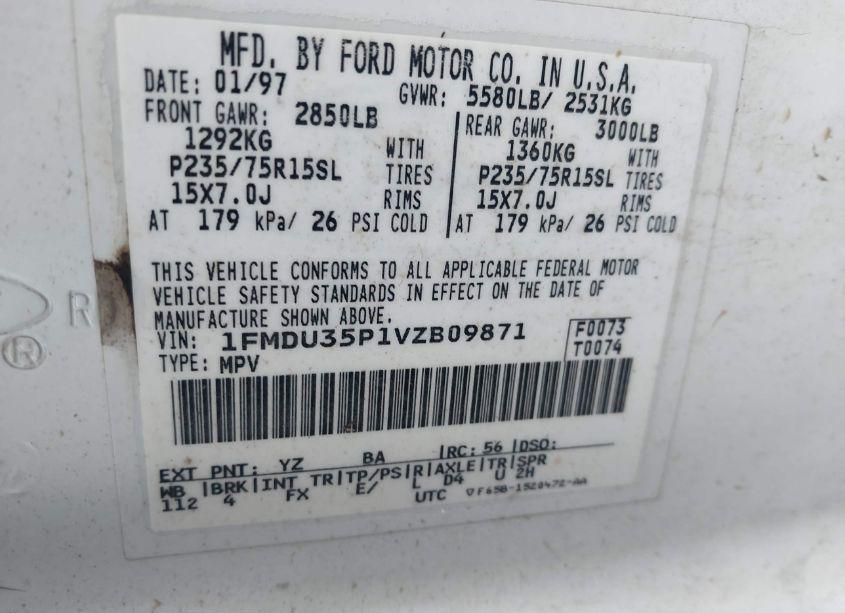 MFD. BY FORD MOTOR CO. IN U.S.A.
DATE: 01/97 GVWR: 5580LB/ 2531KG
FRONT GAWR: 2850LB REAR GAWR: 3000LB
1292KG WITH 1360KG WITH
P235/75R15SL TIRES P235/75R15SL TIRES
15X7.0J RIMS 15X7.0J RIMS
AT 179 kPa/ 26 PSI COLD AT 179 kPa/ 26 PSI COLD
THIS VEHICLE CONFORMS TO ALL APPLICABLE FEDERAL MOTOR
VEHICLE SAFETY STANDARDS IN EFFECT ON THE DATE OF
MANUFACTURE SHOWN ABOVE.
VIN: 1FMDU35P1VZB09871 F0073
TYPE: MPV T0074
EXT PNT: YZ BA RC: 56 DSO:
WB BRK INT TR TP/PS R AXLE TR SPR
112 4 FX E/ L D4 U 2H
UTC F65B-1520472-AA
R
®